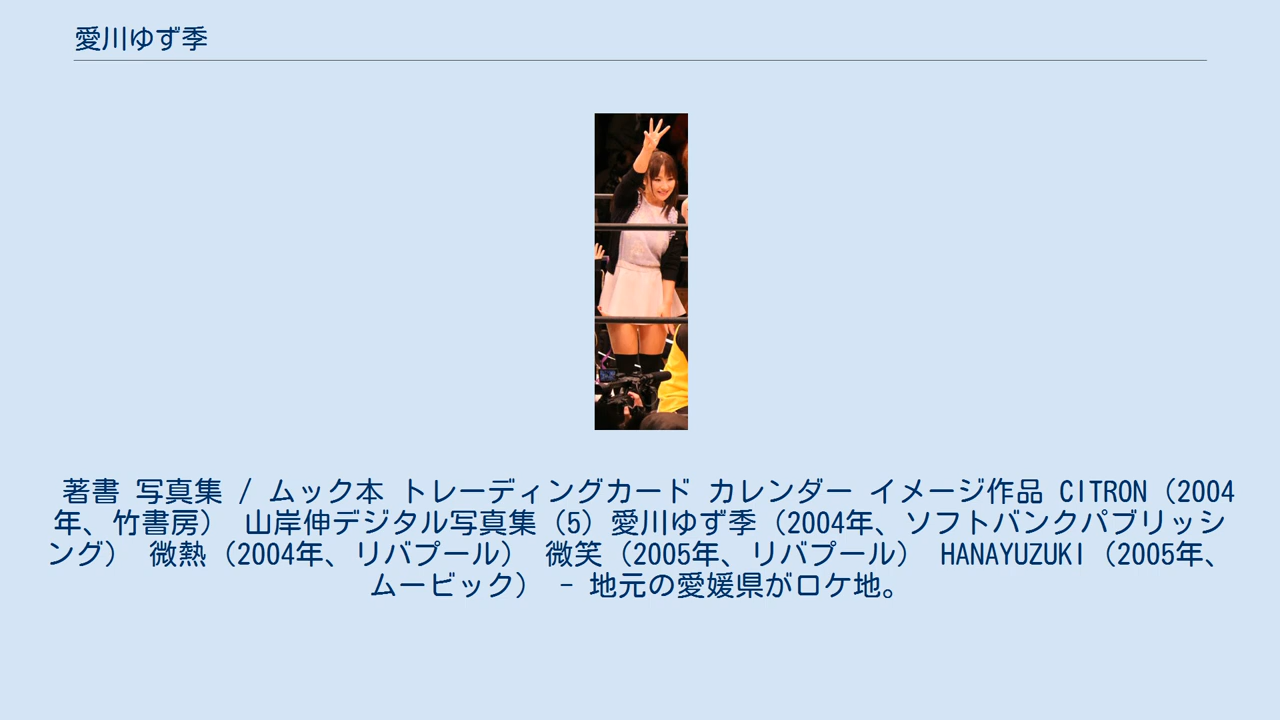 愛川ゆず季
著書 写真集 / ムック本 トレーディングカード カレンダー イメージ作品 CITRON（2004
年、竹書房） 山岸伸デジタル写真集（5）愛川ゆず季（2004年、ソフトバンクパブリッシ
ング） 微熱（2004年、リバプール） 微笑（2005年、リバプール） HANAYUZUKI（2005年、
ムービック） - 地元の愛媛県がロケ地。